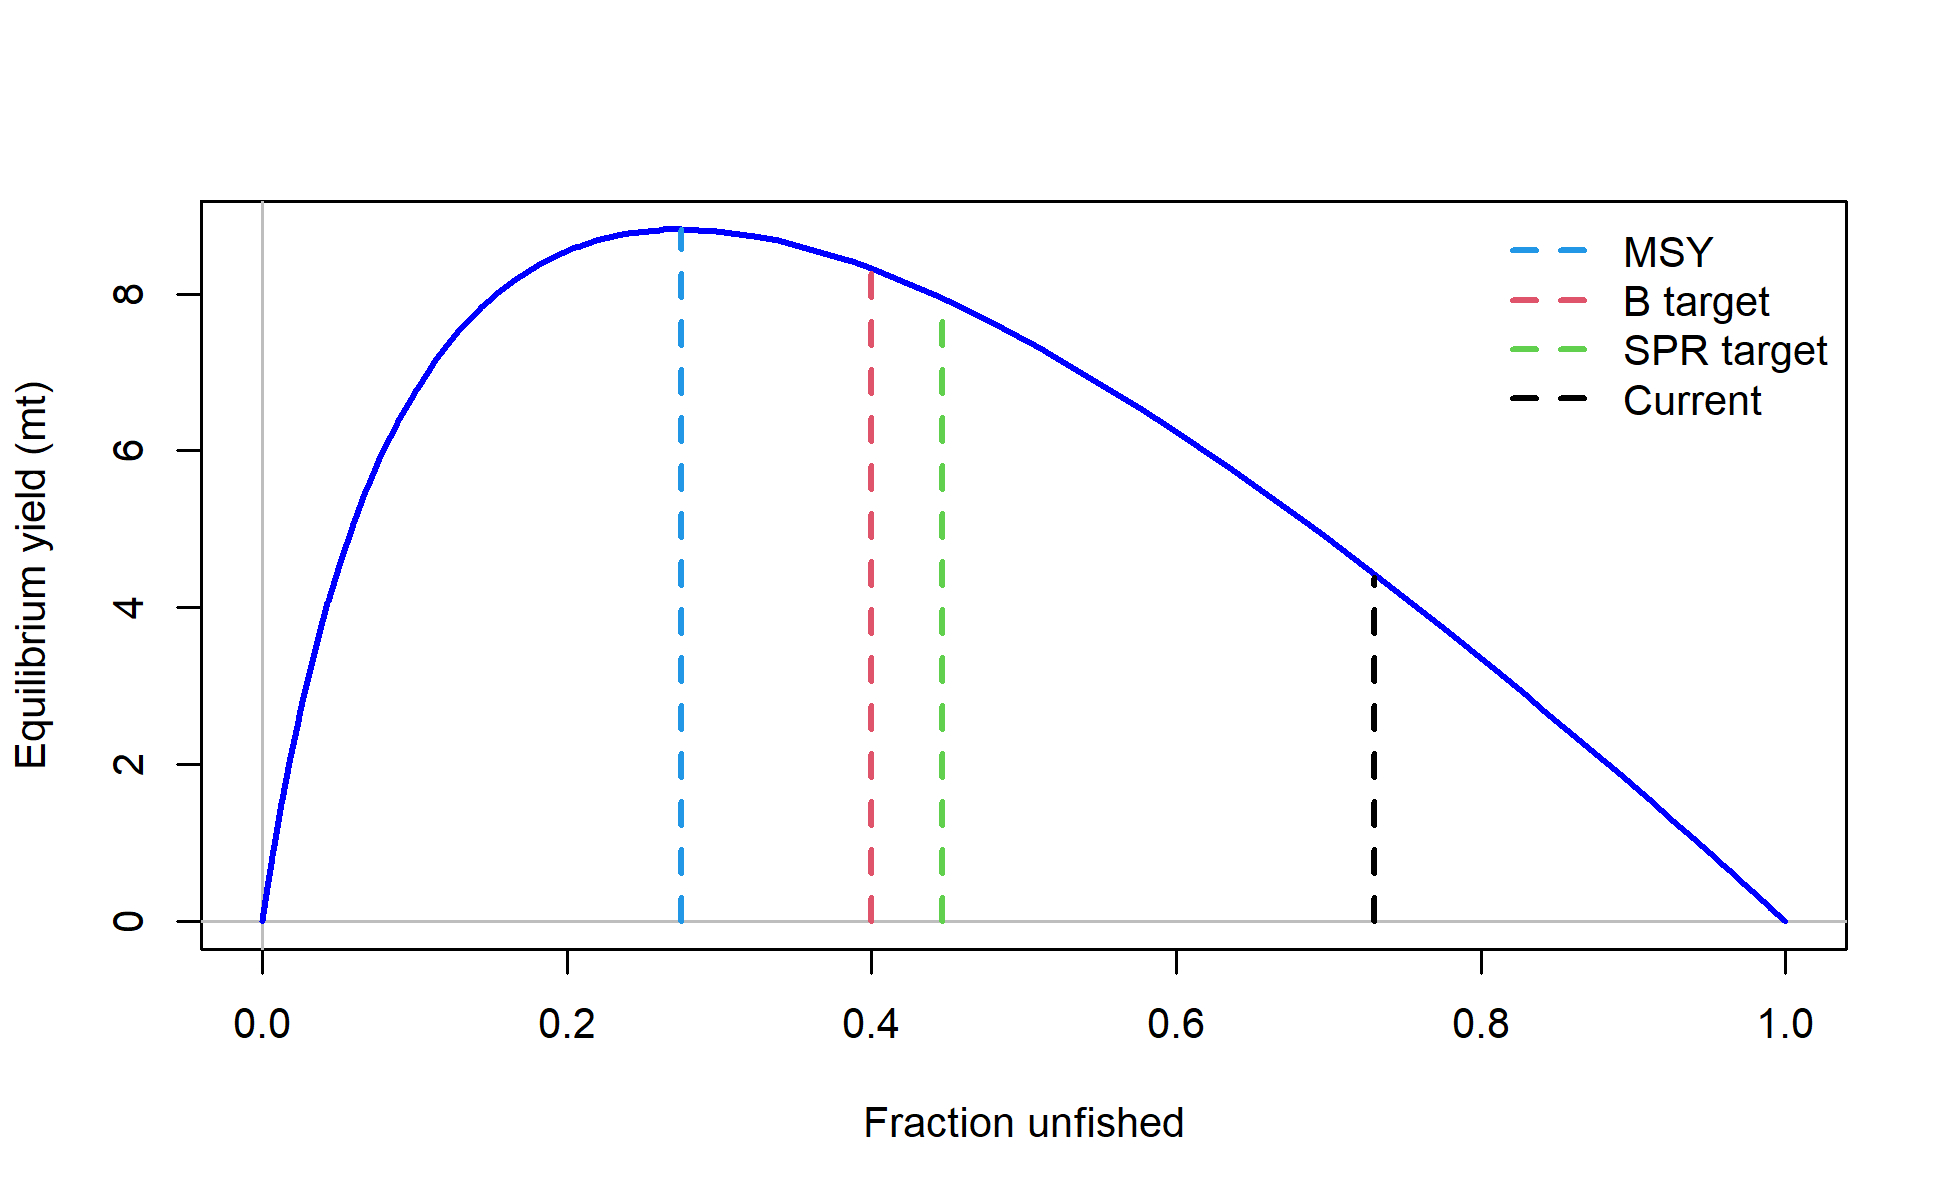 MSY
B target
SPR target
Current
Equilibrium yield (mt)
8
6
4
2
0
0.0 0.2 0.4 0.6 0.8 1.0
Fraction unfished